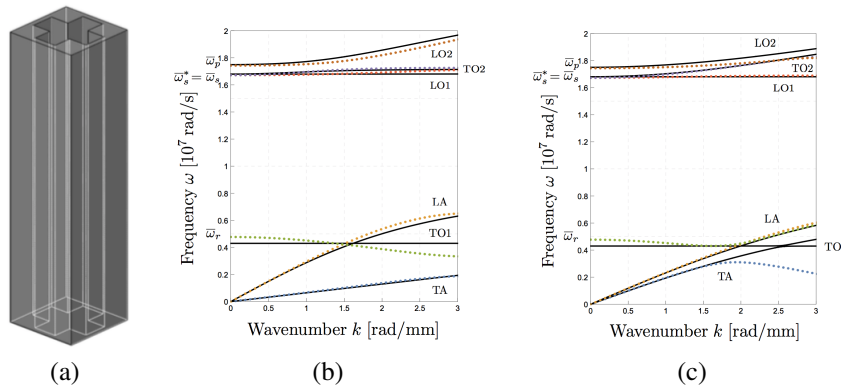 2
1.8
1.6
1.4
1.2
1
0.8
0.6
0.4
0.2
0
ω̅p
ω̅s* = ω̅s
ω̅r
Frequency ω [10⁷ rad/s]
LO2
TO2
LO1
LA
TO1
TA
0 0.5 1 1.5 2 2.5 3
Wavenumber k [rad/mm]
2
1.8
1.6
1.4
1.2
1
0.8
0.6
0.4
0.2
0
ω̅p
ω̅s* = ω̅s
ω̅r
Frequency ω [10⁷ rad/s]
LO2
TO2
LO1
LA
TO
TA
0 0.5 1 1.5 2 2.5 3
Wavenumber k [rad/mm]
(a) (b) (c)